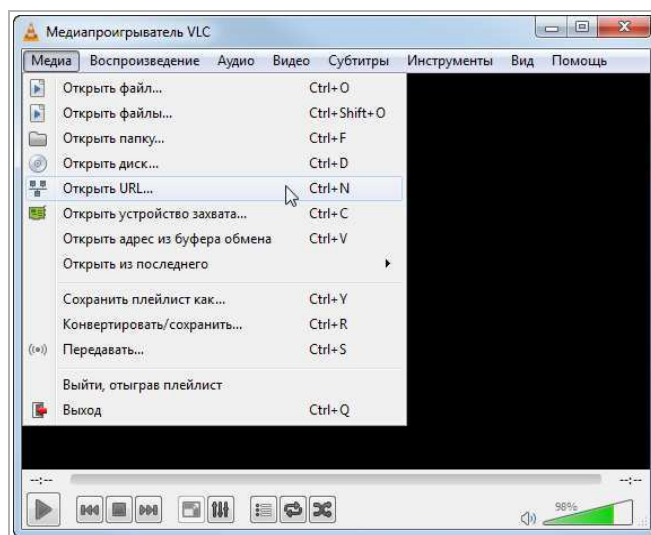 Медиапроигрыватель VLC
Медиа Воспроизведение Аудио Видео Субтитры Инструменты Вид Помощь
Открыть файл... Ctrl+O
Открыть файлы... Ctrl+Shift+O
Открыть папку... Ctrl+F
Открыть диск... Ctrl+D
Открыть URL... Ctrl+N
Открыть устройство захвата... Ctrl+C
Открыть адрес из буфера обмена Ctrl+V
Открыть из последнего
Сохранить плейлист как... Ctrl+Y
Конвертировать/сохранить... Ctrl+R
Передавать... Ctrl+S
Выйти, отыграв плейлист
Выход Ctrl+Q
--:-- --:--
98%